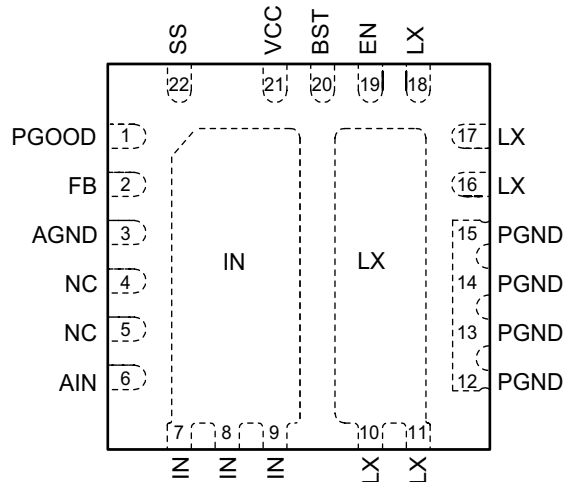 SS
VCC
BST
EN
LX
22
21
20
19
18
PGOOD 1
17 LX
FB 2
16 LX
AGND 3
15 PGND
IN
LX
NC 4
14 PGND
NC 5
13 PGND
AIN 6
12 PGND
7
8
9
10
11
IN
IN
IN
LX
LX